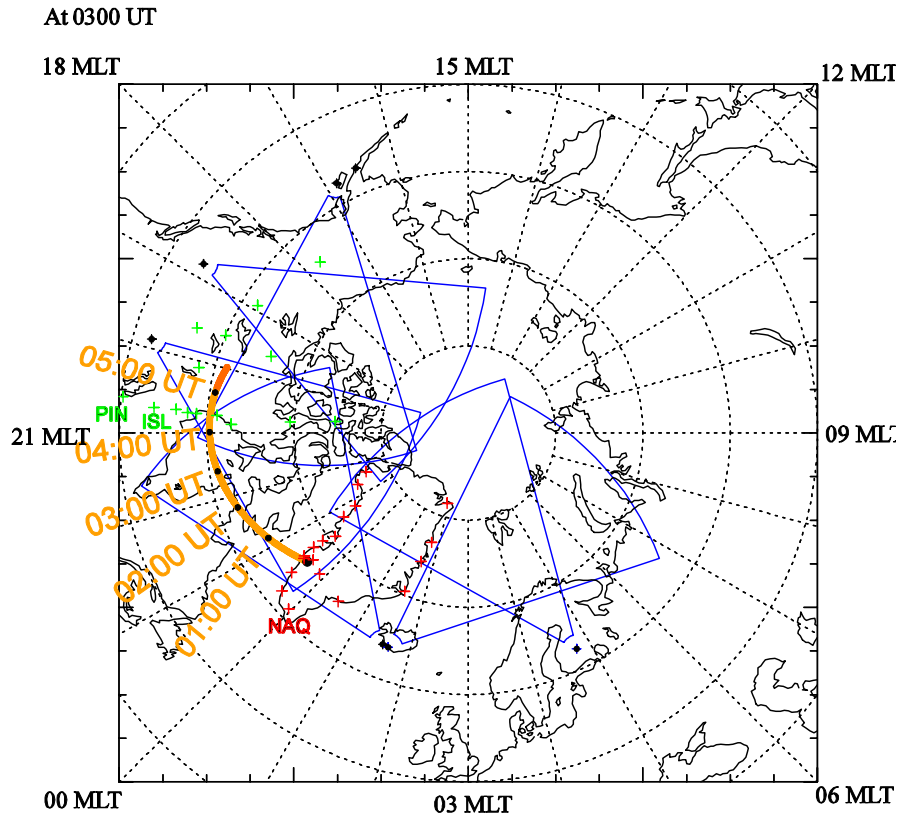 At 0300 UT
18 MLT
15 MLT
12 MLT
05:00 UT
PIN
ISL
21 MLT
04:00 UT
09 MLT
03:00 UT
02:00 UT
01:00 UT
NAQ
00 MLT
03 MLT
06 MLT